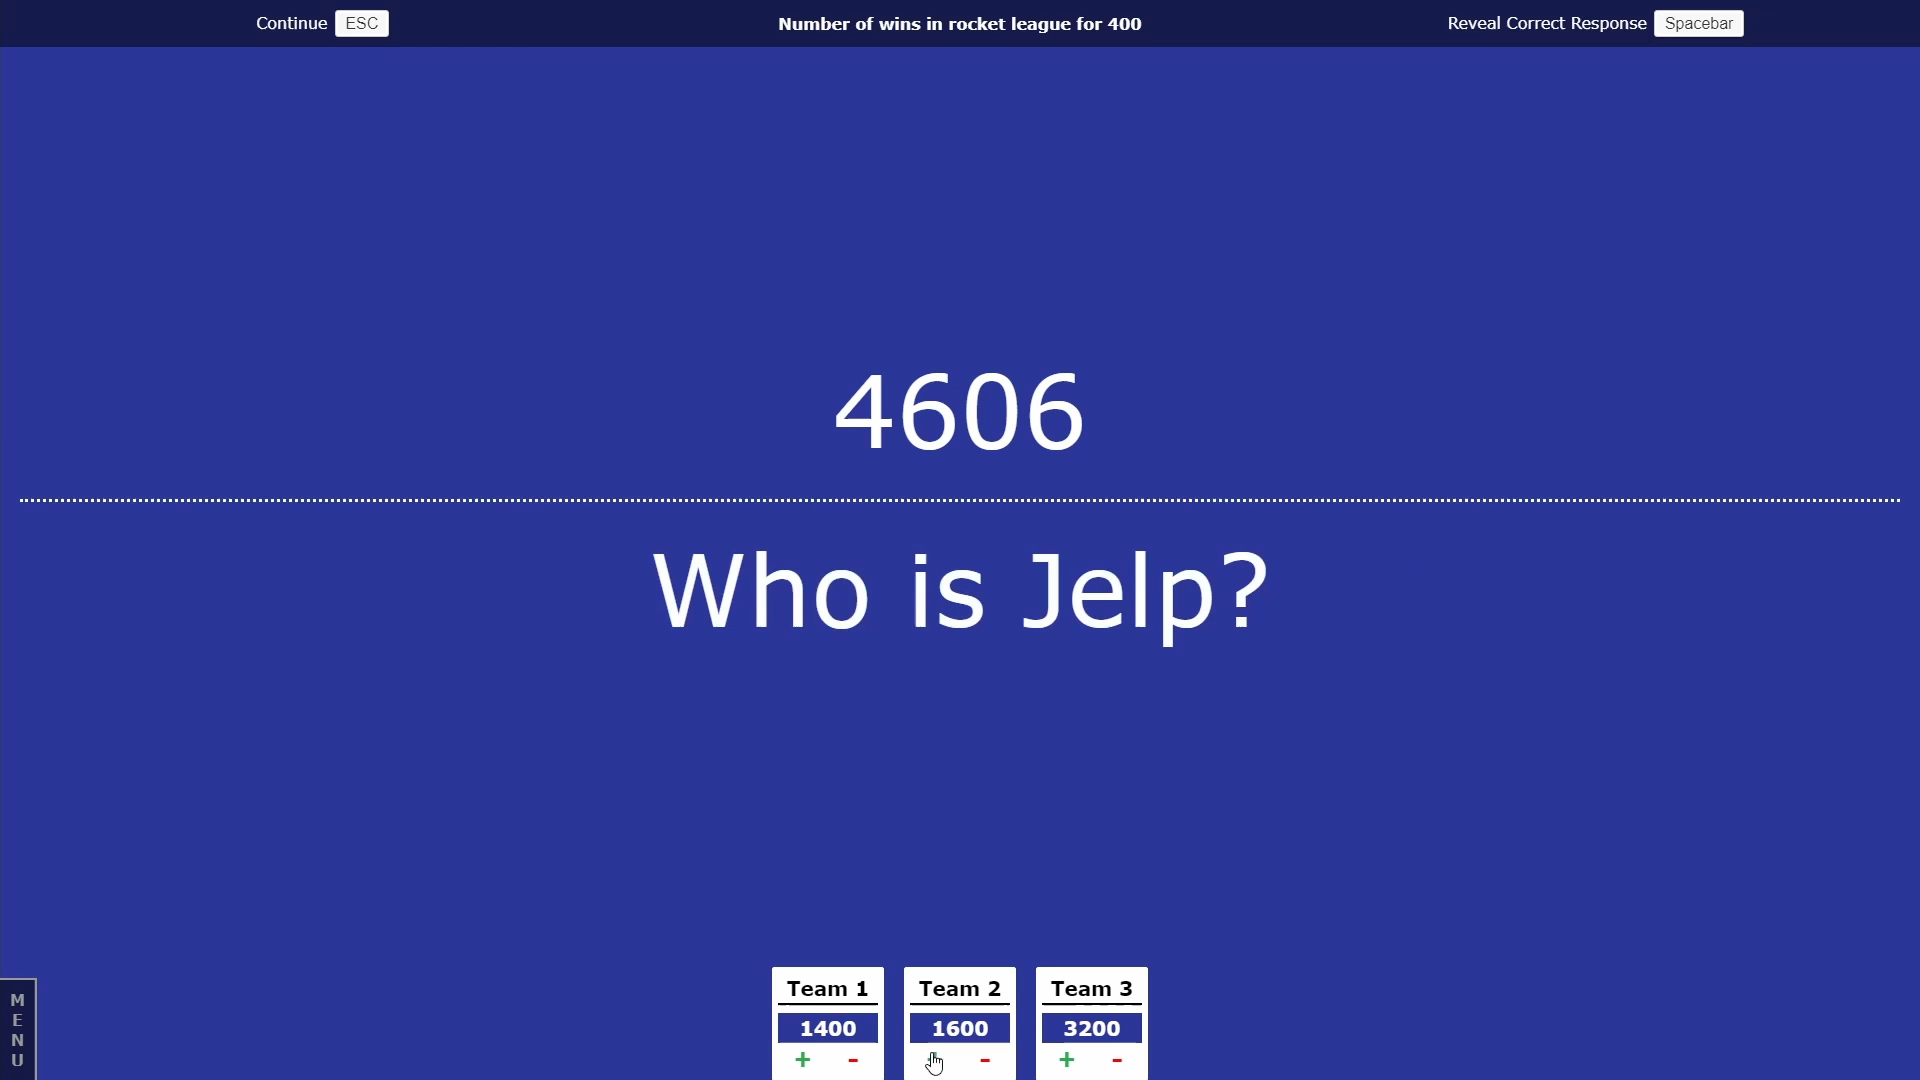 Continue ESC
Number of wins in rocket league for 400
Reveal Correct Response Spacebar
4606
Who is Jelp?
MENU
Team 1 Team 2 Team 3
1400 1600 3200
+ - - + -